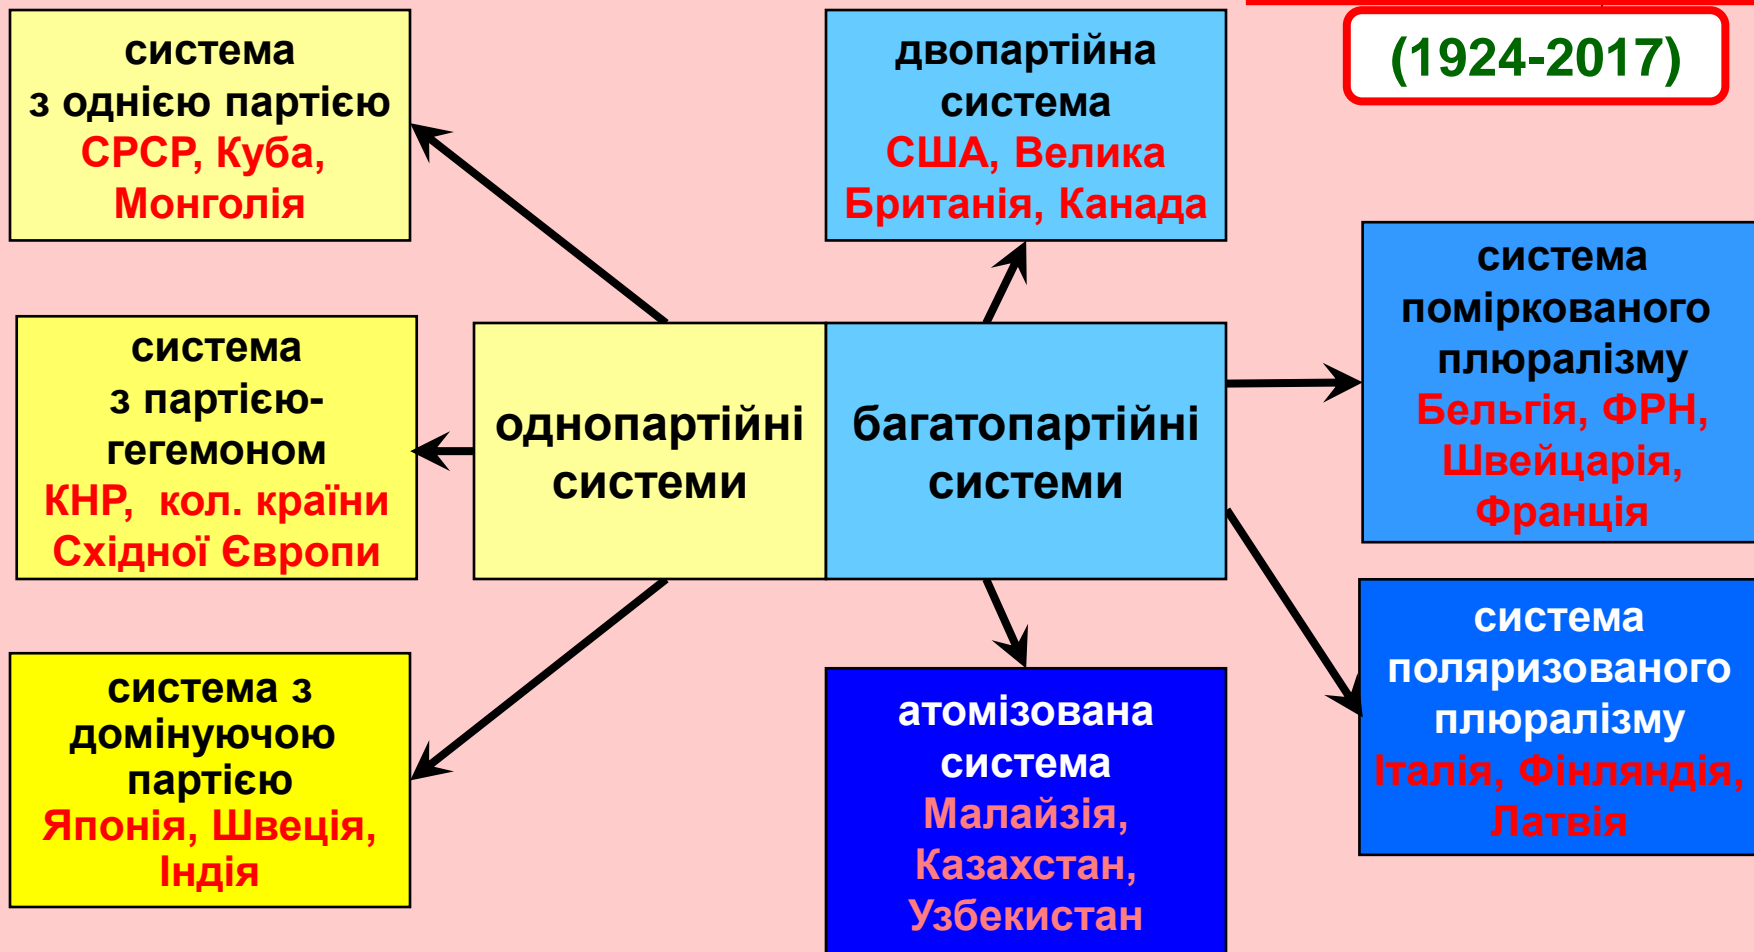 (1924-2017)
система
з однією партією
СРСР, Куба,
Монголія
двопартійна
система
США, Велика
Британія, Канада
система
поміркованого
плюралізму
Бельгія, ФРН,
Швейцарія,
Франція
система
з партією-
гегемоном
КНР, кол. країни
Східної Європи
однопартійні
системи
багатопартійні
системи
система з
домінуючою
партією
Японія, Швеція,
Індія
атомізована
система
Малайзія,
Казахстан,
Узбекистан
система
поляризованого
плюралізму
Італія, Фінляндія,
Латвія